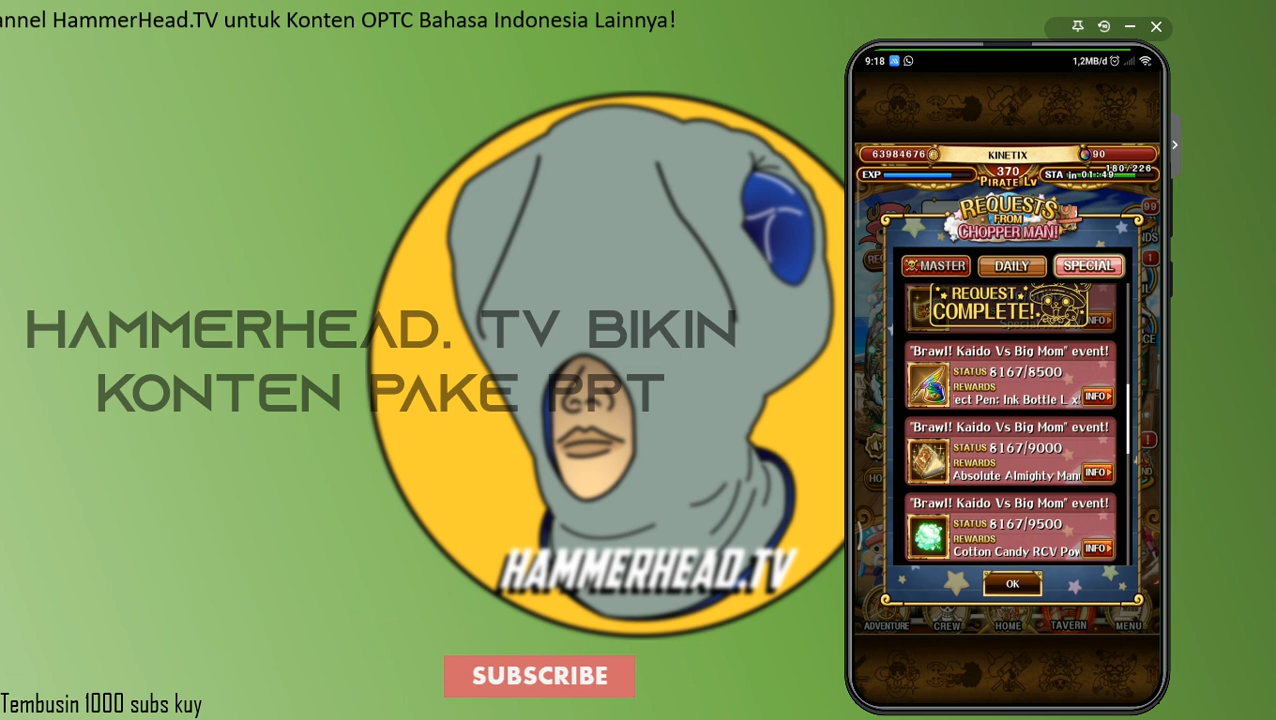 annel HammerHead.TV untuk Konten OPTC Bahasa Indonesia Lainnya!
HAMMERHEAD. TV BIKIN
KONTEN PAKE PRT
HAMMERHEAD.TV
SUBSCRIBE
Tembusin 1000 subs kuy
9:18
1,2MB/d
63984676
KINETIX
90
EXP
370
PIRATE LV
STA
in 01:49
180/226
REQUESTS
FROM
CHOPPER MAN!
MASTER
DAILY
SPECIAL
REQUEST
COMPLETE!
INFO
"Brawl! Kaido Vs Big Mom" event!
STATUS 8167/8500
REWARDS
ect Pen: Ink Bottle L x
INFO
"Brawl! Kaido Vs Big Mom" event!
STATUS 8167/9000
REWARDS
Absolute Almighty Man
INFO
"Brawl! Kaido Vs Big Mom" event!
STATUS 8167/9500
REWARDS
Cotton Candy RCV Pow
INFO
OK
ADVENTURE
CREW
HOME
TAVERN
MENU